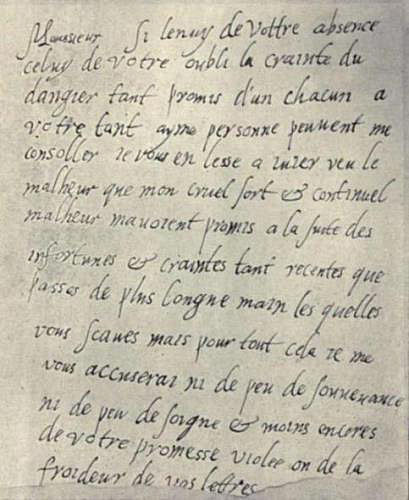 Monsieur Si lenuy de vottre absence
celuy de votre oubli la crainte du
dangier tant promis d'un chacun a
votre tant ayme personne peuuent me
consoller ie vous en lesse a iuger veu le
malheur que mon cruel sort & continuel
malheur mauoient promis a la suite des
infortunes & craintes tant recentes que
passes de plus longue main les quelles
vous scaues mais pour tout cela ie me
vous accuserai ni de peu de souuenance
ni de peu de soigne & moins encores
de votre promesse violee ou de la
froideur de vos lettres